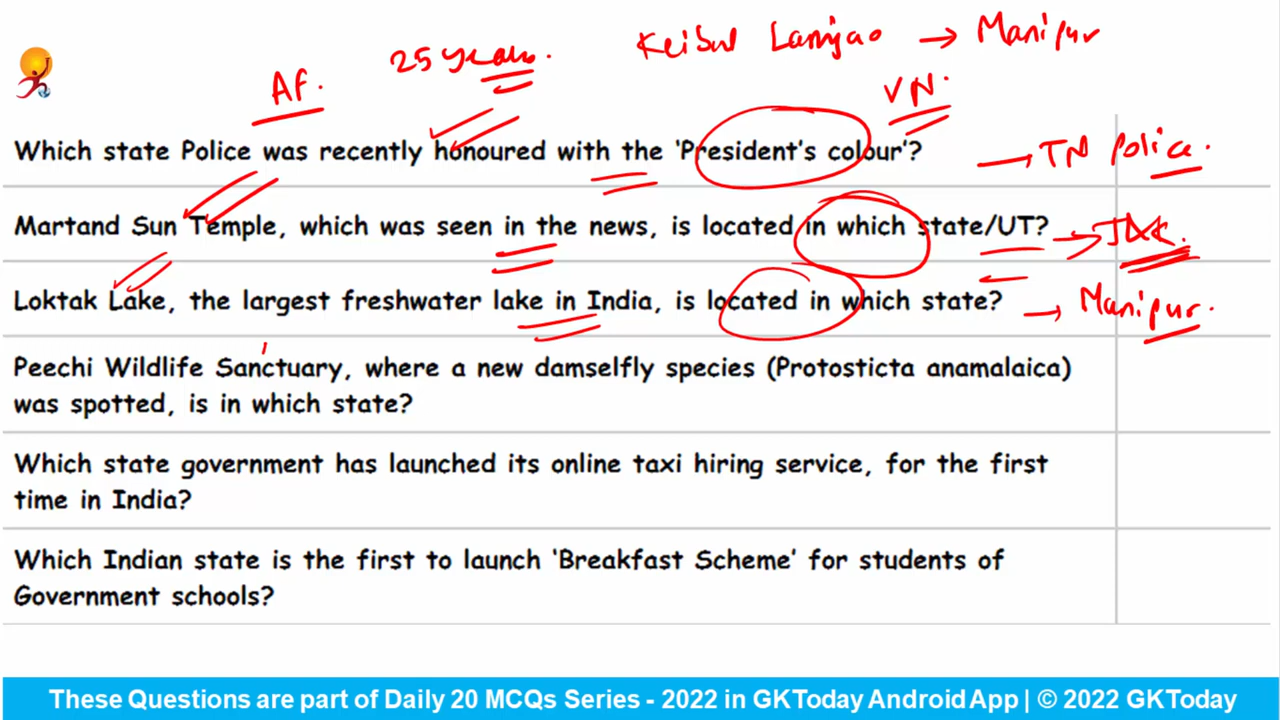 Keibul Lamjao → Manipur
25 years.
AF.
VN.
Which state Police was recently honoured with the ‘President’s colour’? → TN Police.
Martand Sun Temple, which was seen in the news, is located in which state/UT? → J&K.
Loktak Lake, the largest freshwater lake in India, is located in which state? → Manipur.
Peechi Wildlife Sanctuary, where a new damselfly species (Protosticta anamalaica)
was spotted, is in which state?
Which state government has launched its online taxi hiring service, for the first
time in India?
Which Indian state is the first to launch ‘Breakfast Scheme’ for students of
Government schools?
These Questions are part of Daily 20 MCQs Series - 2022 in GKToday Android App | © 2022 GKToday